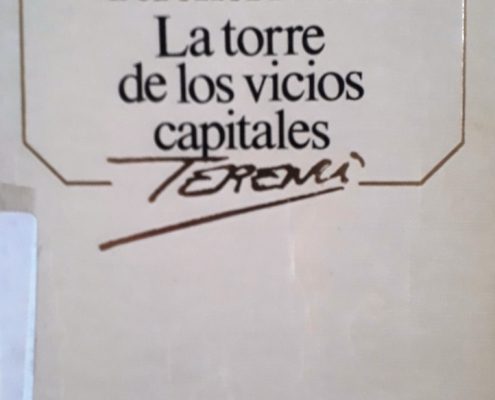 La torre
de los vicios
capitales
TERENCI